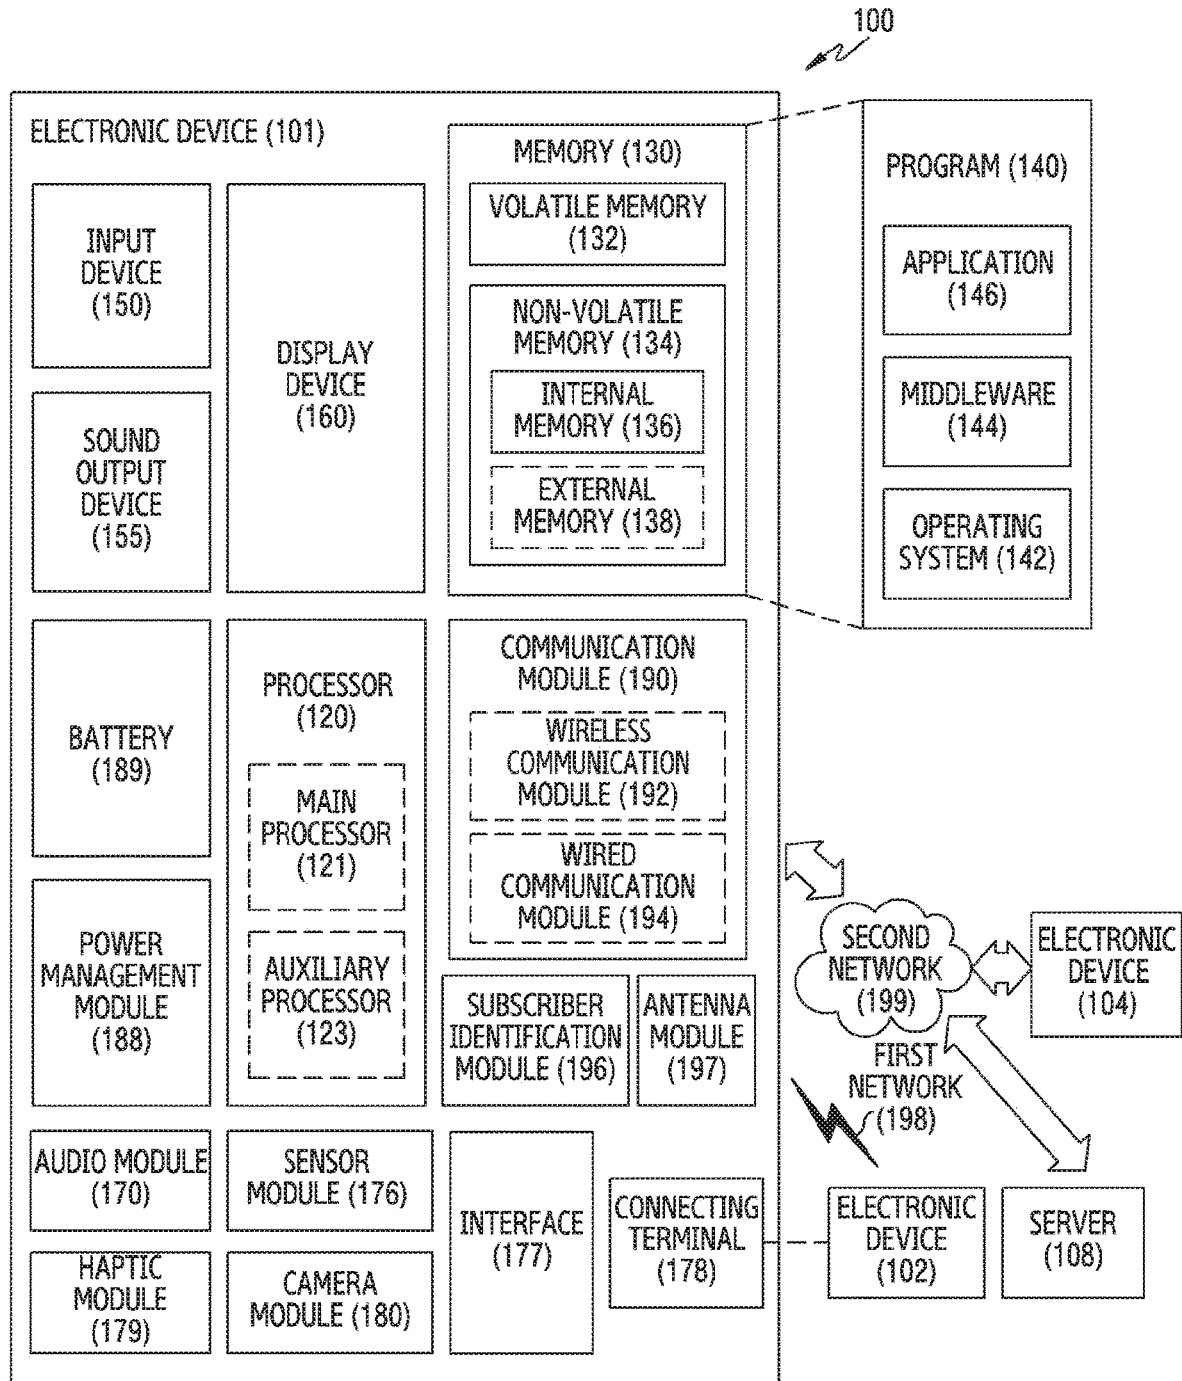 100
ELECTRONIC DEVICE (101)
INPUT
DEVICE
(150)
SOUND
OUTPUT
DEVICE
(155)
DISPLAY
DEVICE
(160)
MEMORY (130)
VOLATILE MEMORY
(132)
NON-VOLATILE
MEMORY (134)
INTERNAL
MEMORY (136)
EXTERNAL
MEMORY (138)
PROGRAM (140)
APPLICATION
(146)
MIDDLEWARE
(144)
OPERATING
SYSTEM (142)
BATTERY
(189)
POWER
MANAGEMENT
MODULE
(188)
PROCESSOR
(120)
MAIN
PROCESSOR
(121)
AUXILIARY
PROCESSOR
(123)
COMMUNICATION
MODULE (190)
WIRELESS
COMMUNICATION
MODULE (192)
WIRED
COMMUNICATION
MODULE (194)
SUBSCRIBER
IDENTIFICATION
MODULE (196)
ANTENNA
MODULE
(197)
SECOND
NETWORK
(199)
ELECTRONIC
DEVICE
(104)
FIRST
NETWORK
(198)
AUDIO MODULE
(170)
SENSOR
MODULE (176)
HAPTIC
MODULE
(179)
CAMERA
MODULE (180)
INTERFACE
(177)
CONNECTING
TERMINAL
(178)
ELECTRONIC
DEVICE
(102)
SERVER
(108)